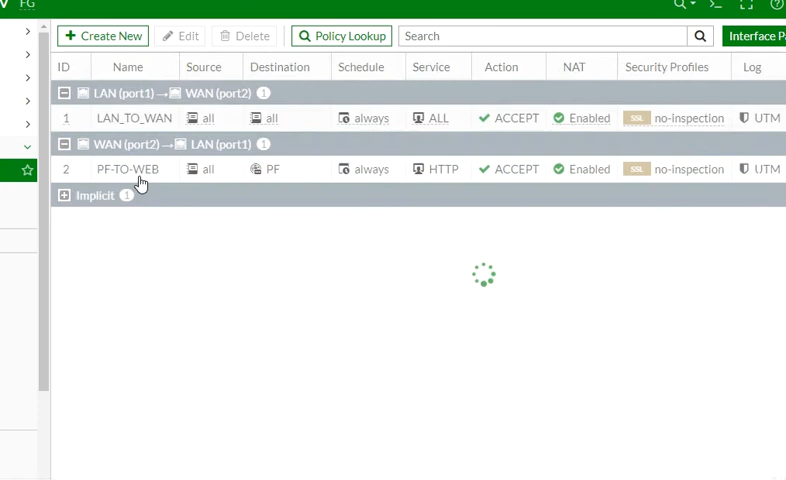 FG
Create New Edit Delete Policy Lookup Search Interface Pa
ID Name Source Destination Schedule Service Action NAT Security Profiles Log
LAN (port1) → WAN (port2) 1
1 LAN_TO_WAN all all always ALL ACCEPT Enabled SSL no-inspection UTM
WAN (port2) → LAN (port1) 1
2 PF-TO-WEB all PF always HTTP ACCEPT Enabled SSL no-inspection UTM
Implicit 1